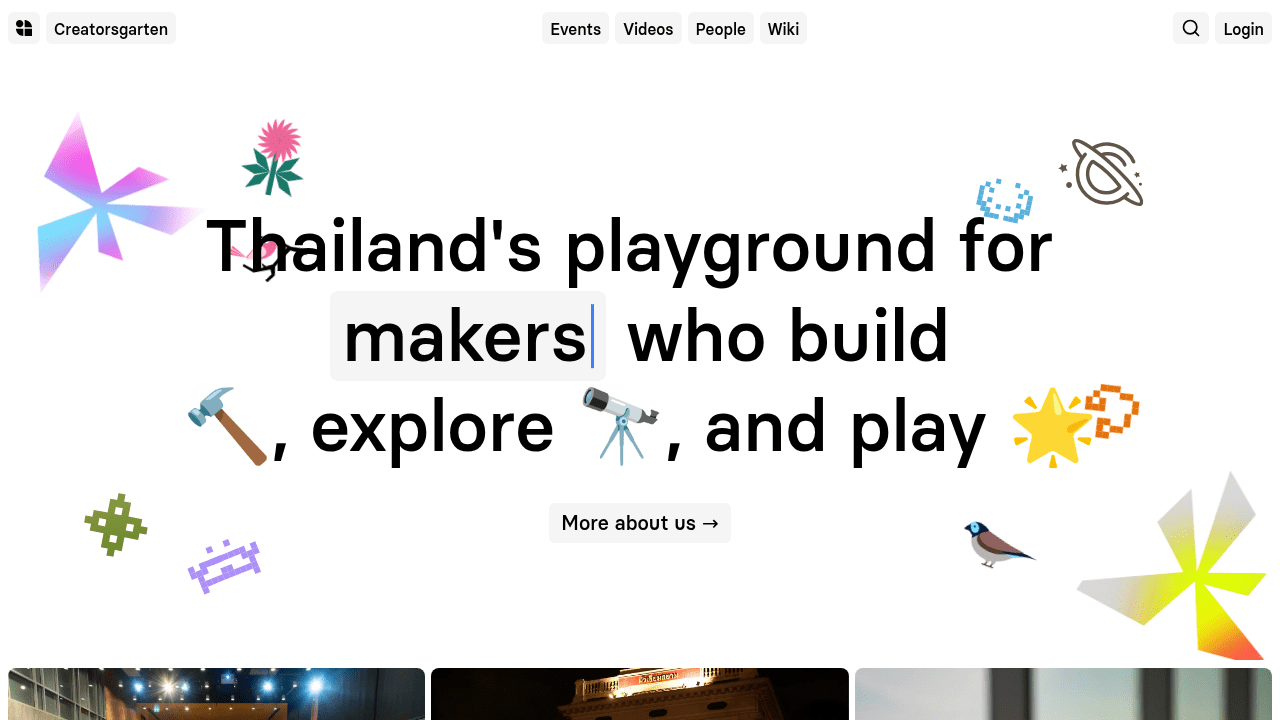 Creatorsgarten
Events
Videos
People
Wiki
Login
Thailand's playground for
makers who build
, explore , and play
More about us →